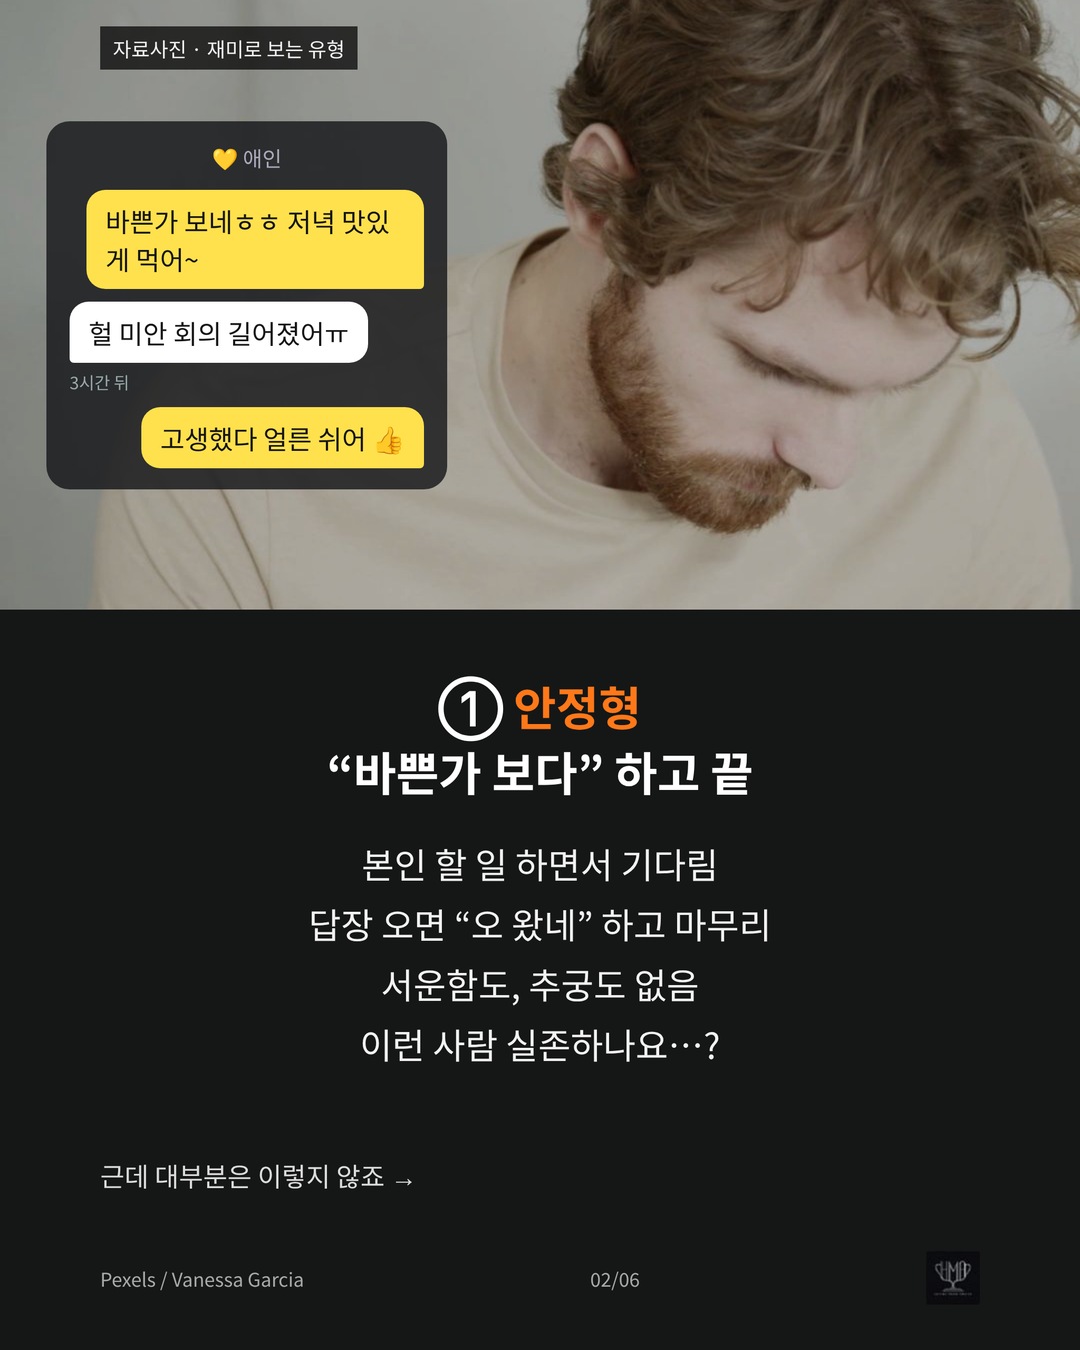 자료사진 · 재미로 보는 유형
💛 애인
바쁜가 보네ㅎㅎ 저녁 맛있
게 먹어~
헐 미안 회의 길어졌어ㅠ
3시간 뒤
고생했다 얼른 쉬어 👍
① 안정형
“바쁜가 보다” 하고 끝
본인 할 일 하면서 기다림
답장 오면 “오 왔네” 하고 마무리
서운함도, 추궁도 없음
이런 사람 실존하나요…?
근데 대부분은 이렇지 않죠 →
Pexels / Vanessa Garcia
02/06